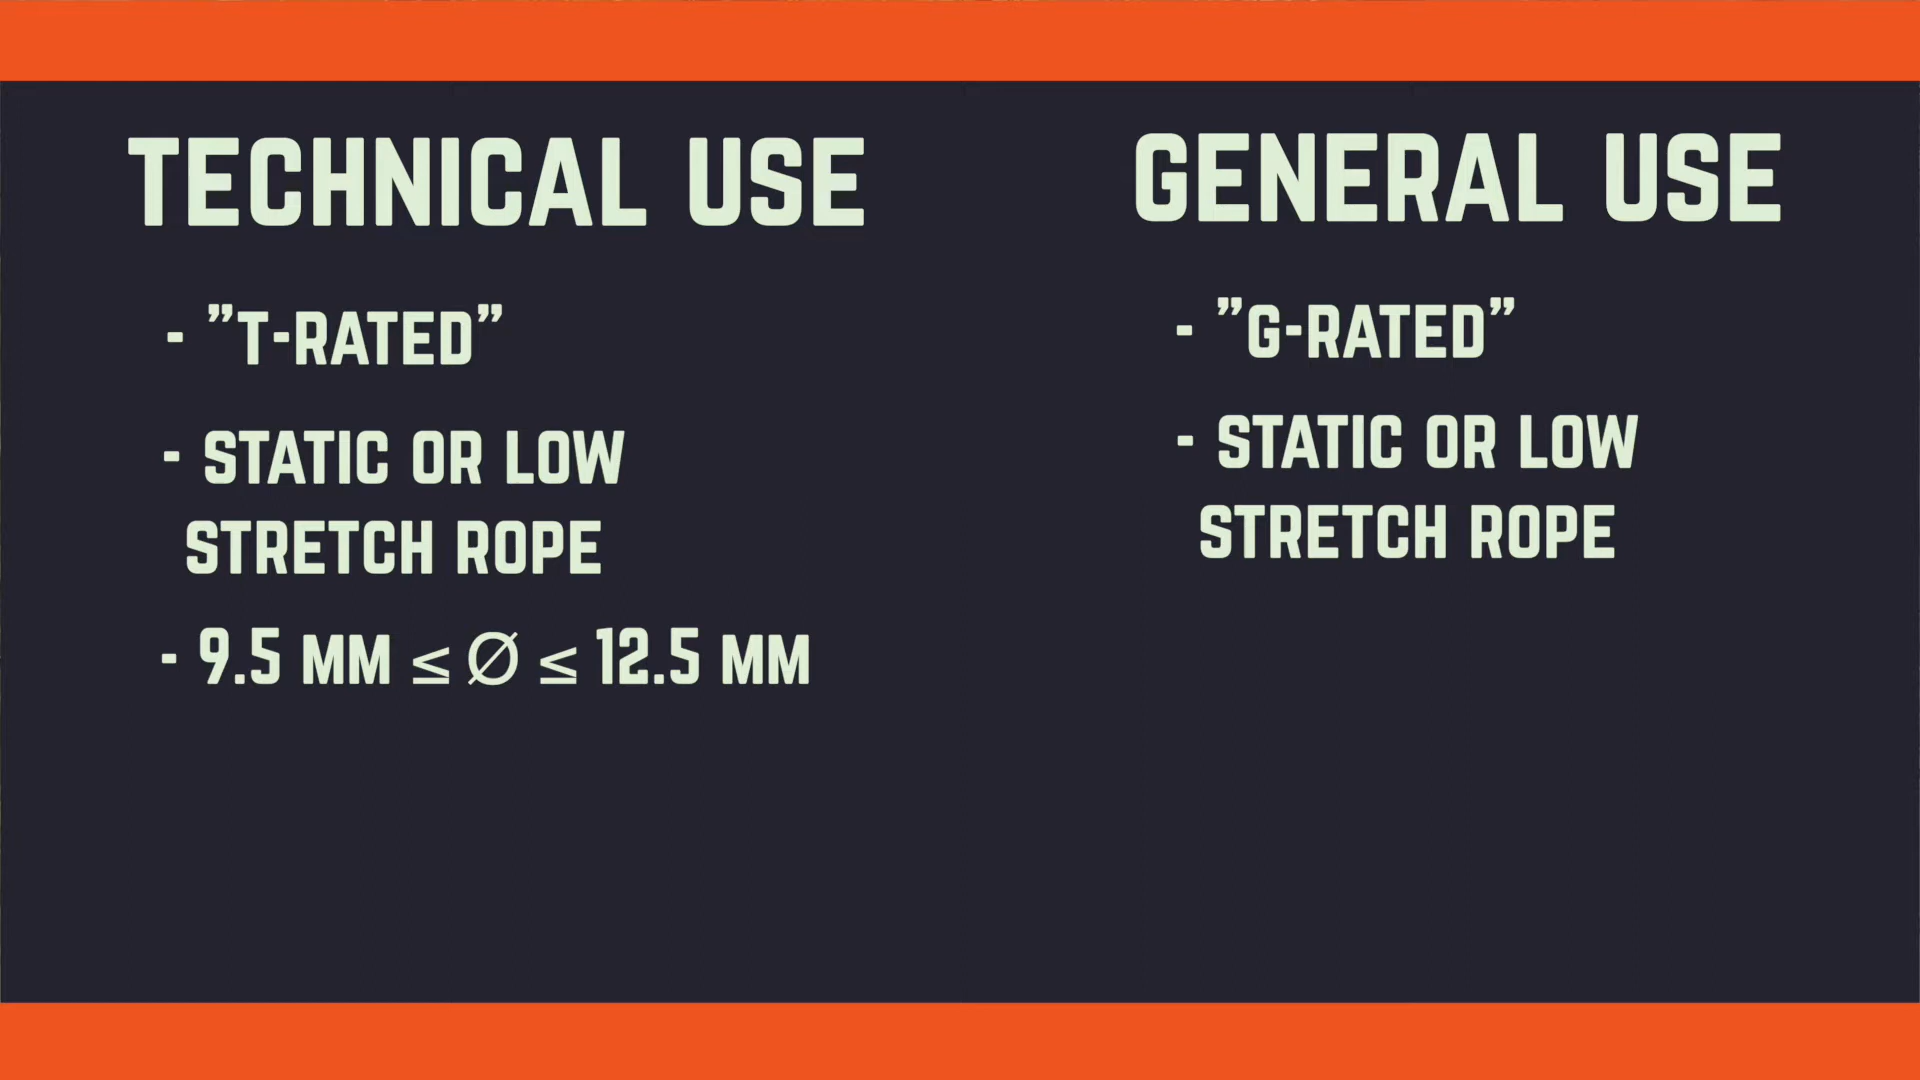 TECHNICAL USE
- ”T-RATED”
- STATIC OR LOW
STRETCH ROPE
- 9.5 MM ≤ Ø ≤ 12.5 MM
GENERAL USE
- ”G-RATED”
- STATIC OR LOW
STRETCH ROPE